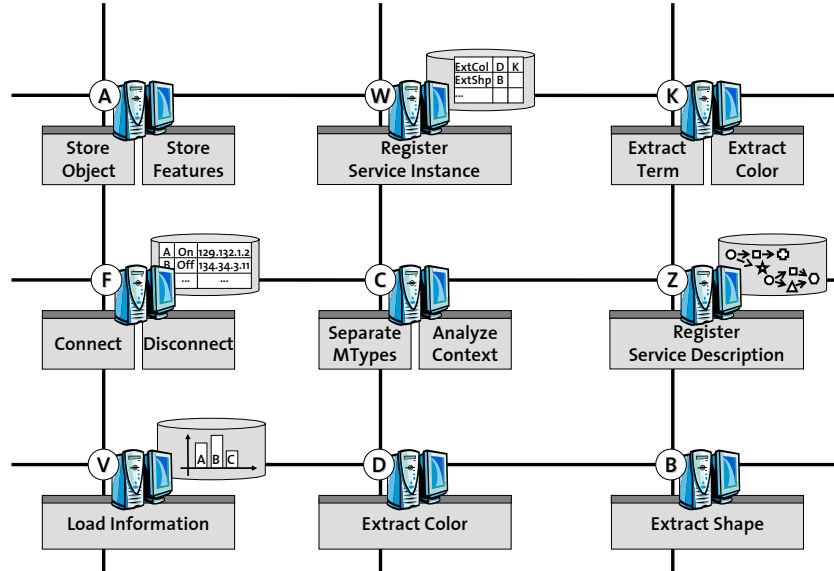 A
Store
Object
Store
Features
W
ExtCol D K
ExtShp B
...
Register
Service Instance
K
Extract
Term
Extract
Color
F
A On 129.132.1.2
B Off 134.34.3.11
... ...
Connect
Disconnect
C
Separate
MTypes
Analyze
Context
Z
Register
Service Description
V
A B C
Load Information
D
Extract Color
B
Extract Shape